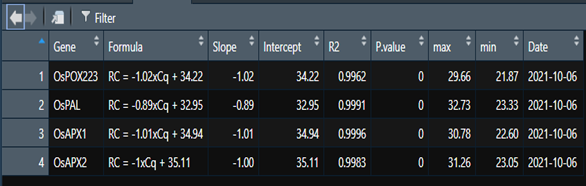 Filter
Gene Formula Slope Intercept R2 P.value max min Date
1 OsPOX223 RC = -1.02xCq + 34.22 -1.02 34.22 0.9962 0 29.66 21.87 2021-10-06
2 OsPAL RC = -0.89xCq + 32.95 -0.89 32.95 0.9991 0 32.73 23.33 2021-10-06
3 OsAPX1 RC = -1.01xCq + 34.94 -1.01 34.94 0.9996 0 30.78 22.60 2021-10-06
4 OsAPX2 RC = -1xCq + 35.11 -1.00 35.11 0.9983 0 31.26 23.05 2021-10-06